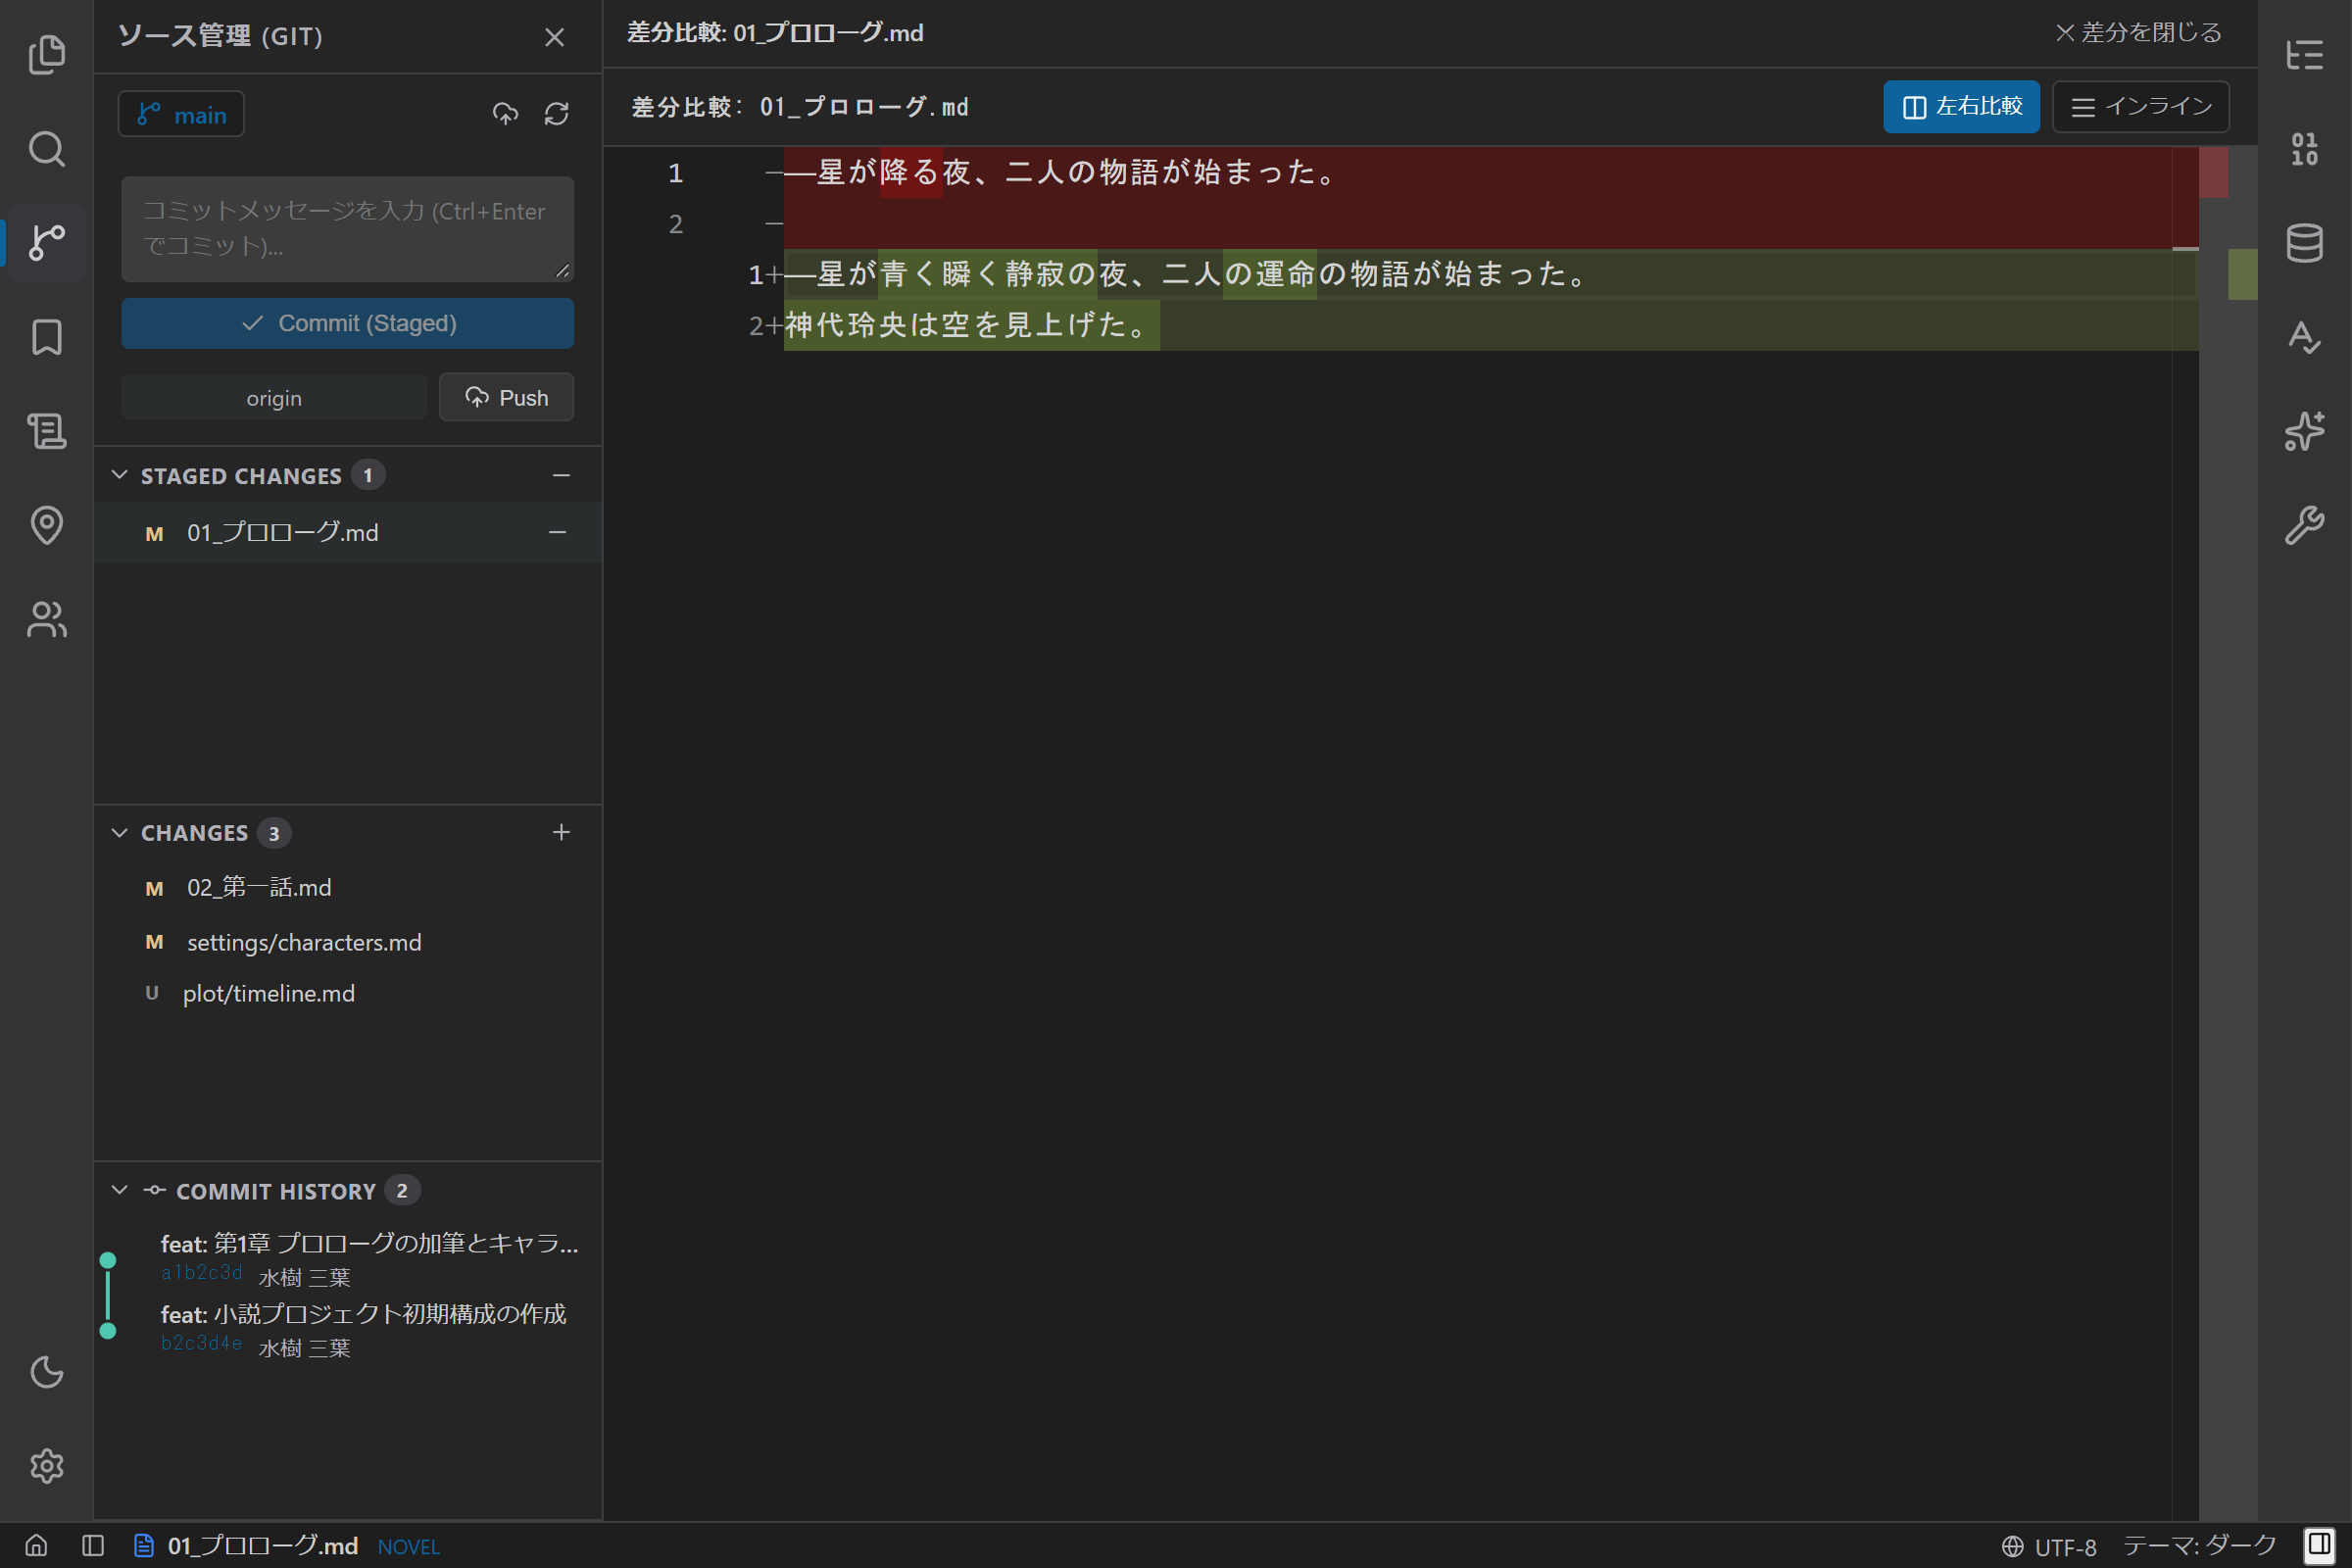 ソース管理 (GIT)
main
コミットメッセージを入力 (Ctrl+Enter
でコミット)...
Commit (Staged)
origin
Push
STAGED CHANGES 1
M 01_プロローグ.md
CHANGES 3
M 02_第一話.md
M settings/characters.md
U plot/timeline.md
COMMIT HISTORY 2
feat: 第1章 プロローグの加筆とキャラ...
a1b2c3d 水樹 三葉
feat: 小説プロジェクト初期構成の作成
b2c3d4e 水樹 三葉
差分比較: 01_プロローグ.md
差分を閉じる
差分比較: 01_プロローグ.md
左右比較
インライン
1 —―星が降る夜、二人の物語が始まった。
2 —
1+―星が青く瞬く静寂の夜、二人の運命の物語が始まった。
2+神代玲央は空を見上げた。
01
10
01_プロローグ.md NOVEL
UTF-8 テーマ: ダーク